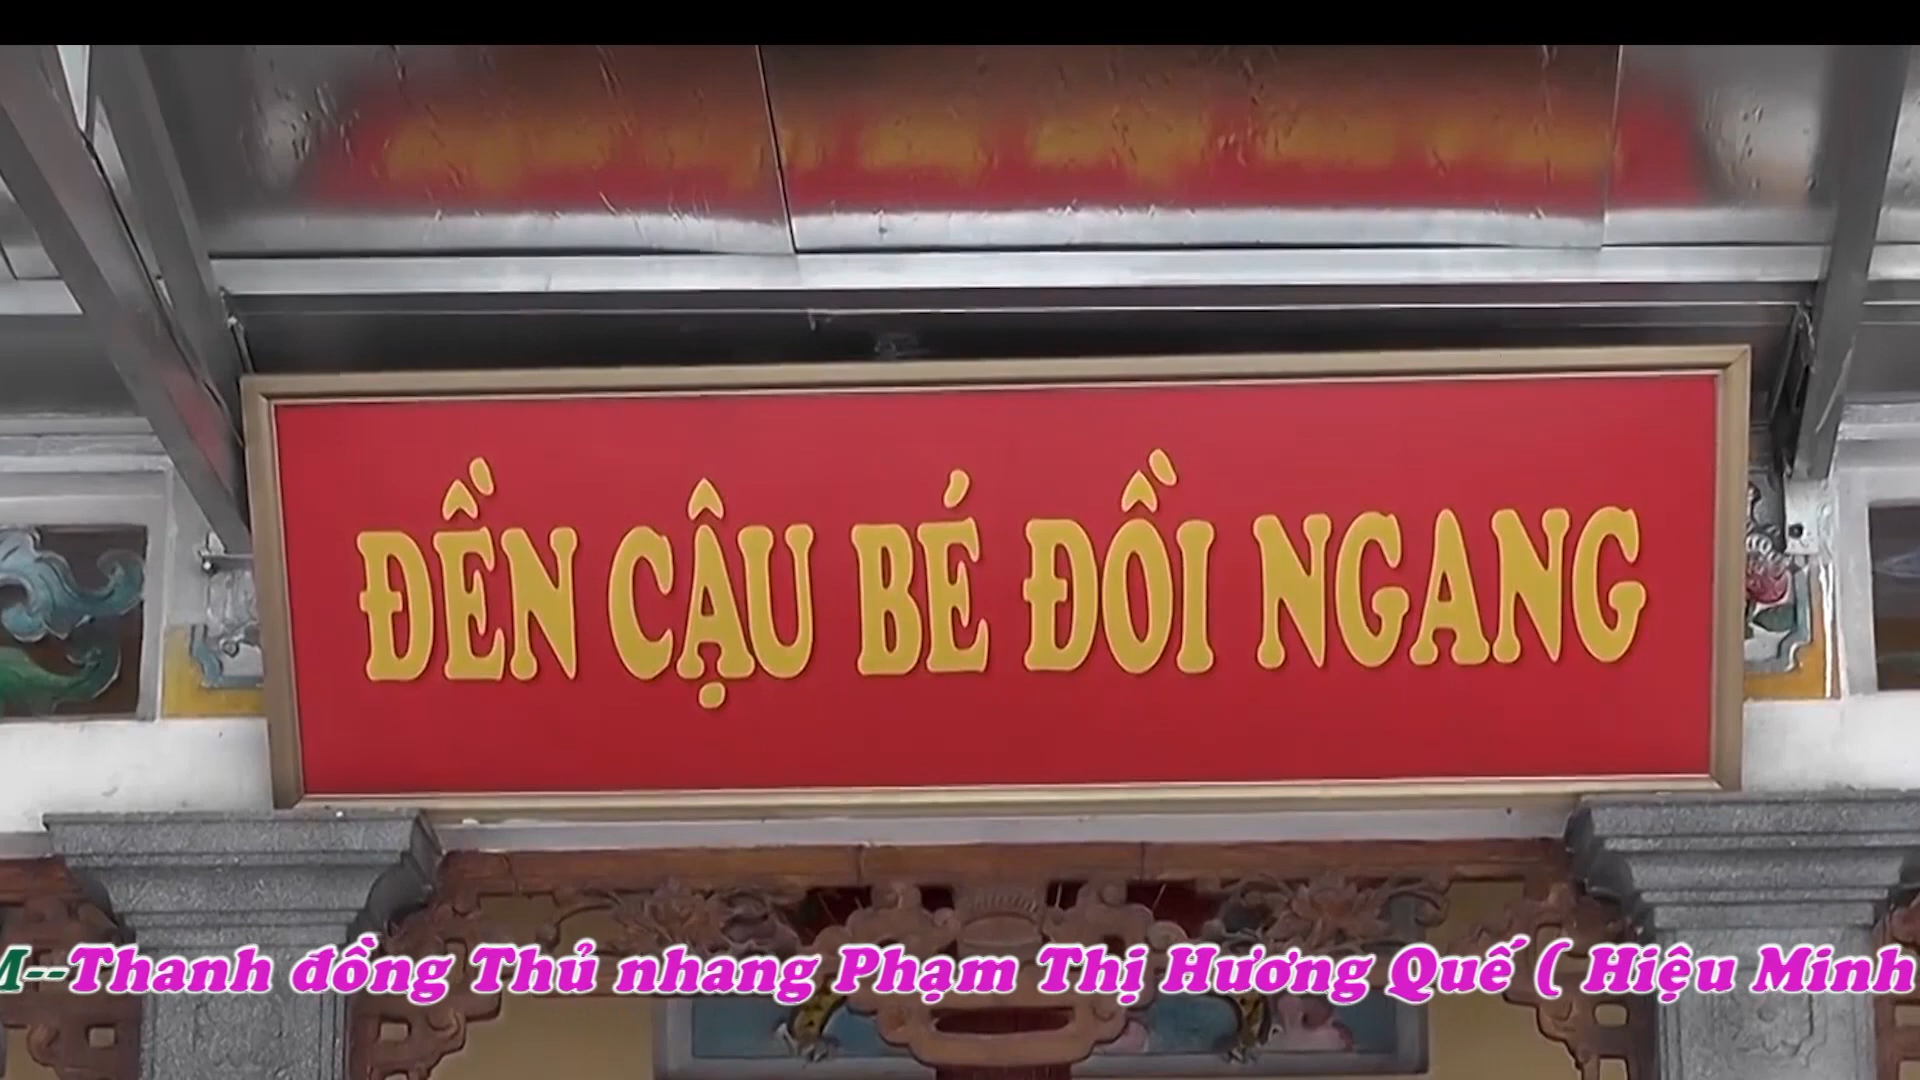 ĐỀN CẬU BÉ ĐỒI NGANG
M--Thanh đồng Thủ nhang Phạm Thị Hương Quế ( Hiệu Minh